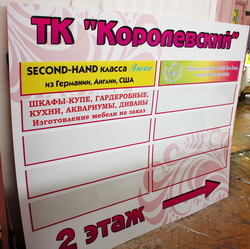 ТК "Королевский"
SECOND-HAND класса Люкс
из Германии, Англии, США
ШКАФЫ-КУПЕ, ГАРДЕРОБНЫЕ,
КУХНИ, АКВАРИУМЫ, ДИВАНЫ
Изготовление мебели на заказ
2 этаж